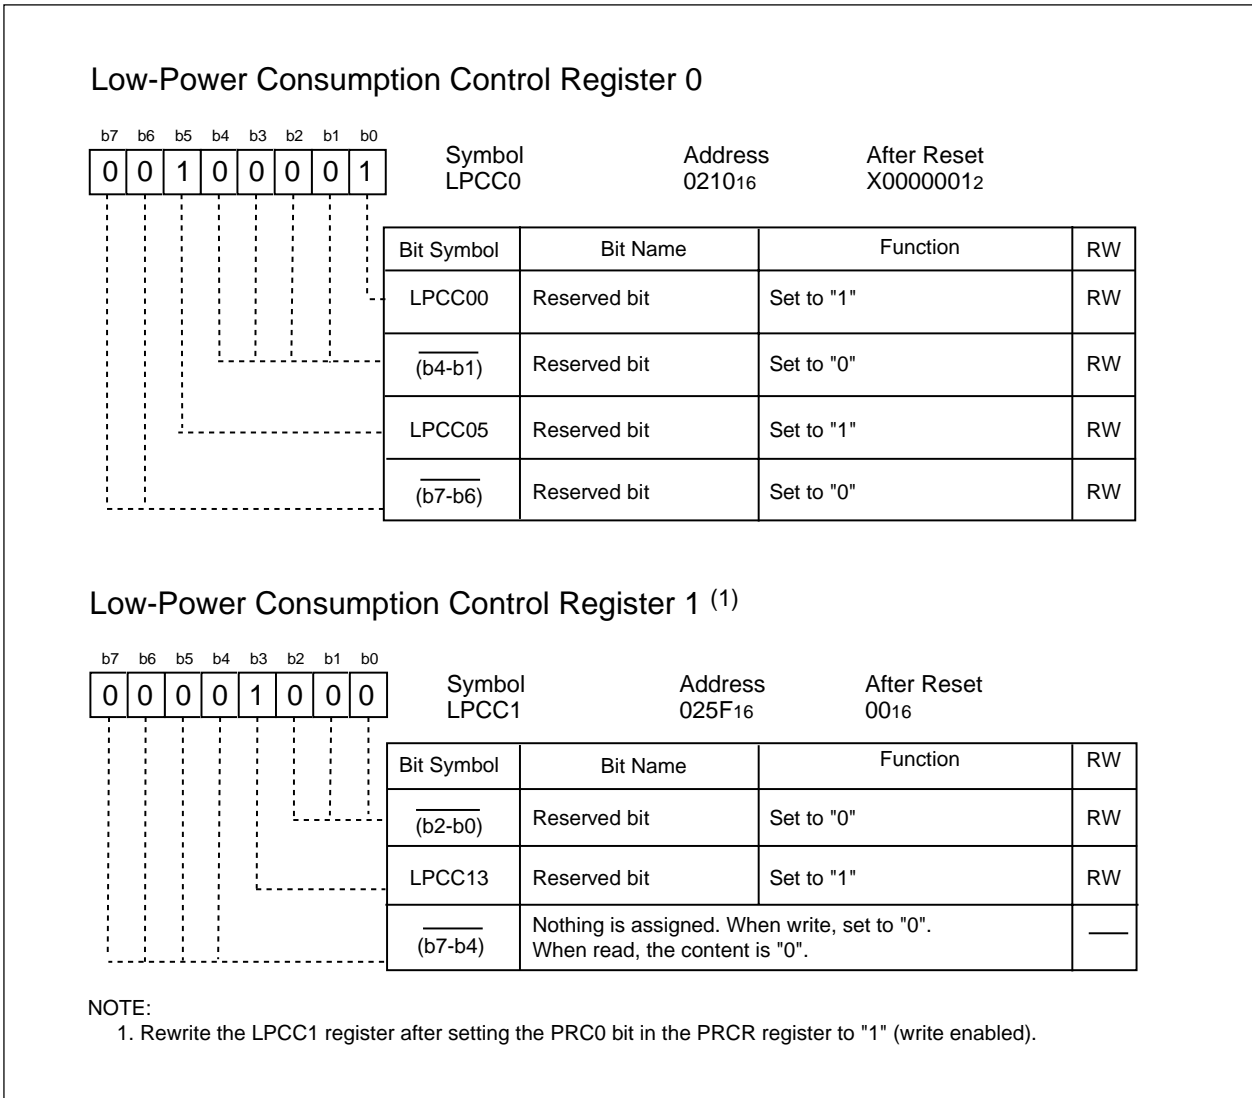 Low-Power Consumption Control Register 0
b7 b6 b5 b4 b3 b2 b1 b0
0 0 1 0 0 0 0 1
Symbol Address After Reset
LPCC0 021016 X00000012
Bit Symbol Bit Name Function RW
LPCC00 Reserved bit Set to "1" RW
(b4-b1) Reserved bit Set to "0" RW
LPCC05 Reserved bit Set to "1" RW
(b7-b6) Reserved bit Set to "0" RW
Low-Power Consumption Control Register 1 (1)
b7 b6 b5 b4 b3 b2 b1 b0
0 0 0 0 1 0 0 0
Symbol Address After Reset
LPCC1 025F16 0016
Bit Symbol Bit Name Function RW
(b2-b0) Reserved bit Set to "0" RW
LPCC13 Reserved bit Set to "1" RW
(b7-b4) Nothing is assigned. When write, set to "0".
When read, the content is "0".
NOTE:
1. Rewrite the LPCC1 register after setting the PRC0 bit in the PRCR register to "1" (write enabled).